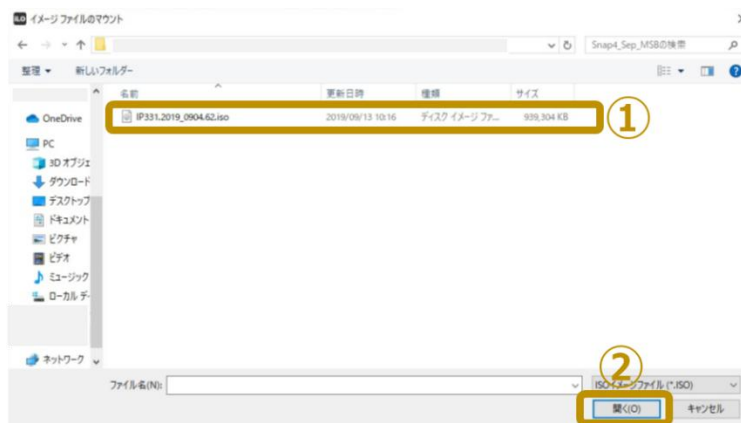 iLO イメージ ファイルのマウント
Snap4_Sep_MSBの検索
整理 新しいフォルダー
名前 更新日時 種類 サイズ
IP331.2019_0904.62.iso 2019/09/13 10:16 ディスク イメージ ファ... 939,304 KB ①
OneDrive
PC
3D オブジェ
ダウンロード
デスクトップ
ドキュメント
ピクチャ
ビデオ
ミュージック
ローカル デ
ネットワーク
②
ファイル名(N): ISOイメージファイル (*.ISO)
開く(O) キャンセル